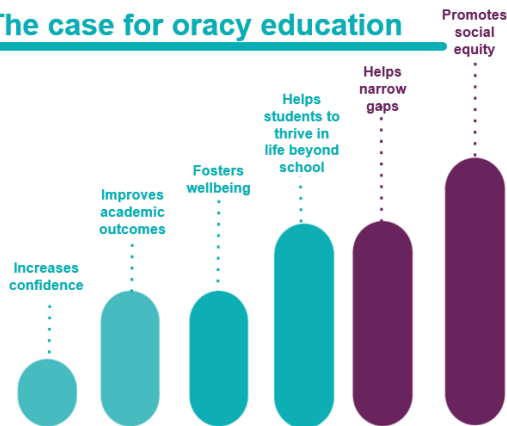 The case for oracy education
Increases
confidence
Improves
academic
outcomes
Fosters
wellbeing
Helps
students to
thrive in
life beyond
school
Helps
narrow
gaps
Promotes
social
equity